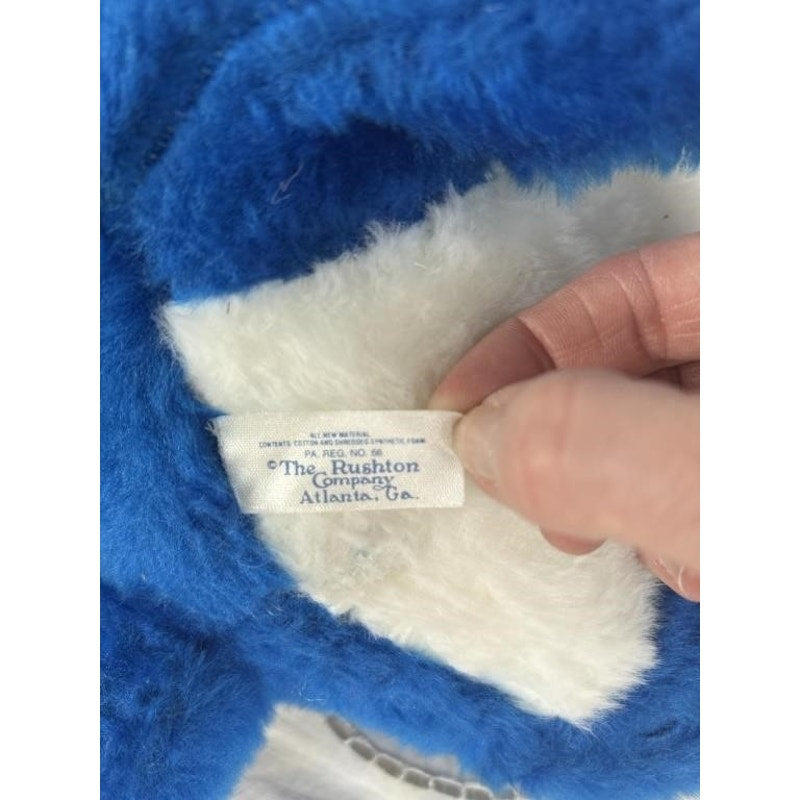 ALL NEW MATERIAL
CONTENTS: COTTON AND SHREDDED SYNTHETIC FOAM
PA. REG. NO. 66
©The Rushton
Company
Atlanta, Ga.